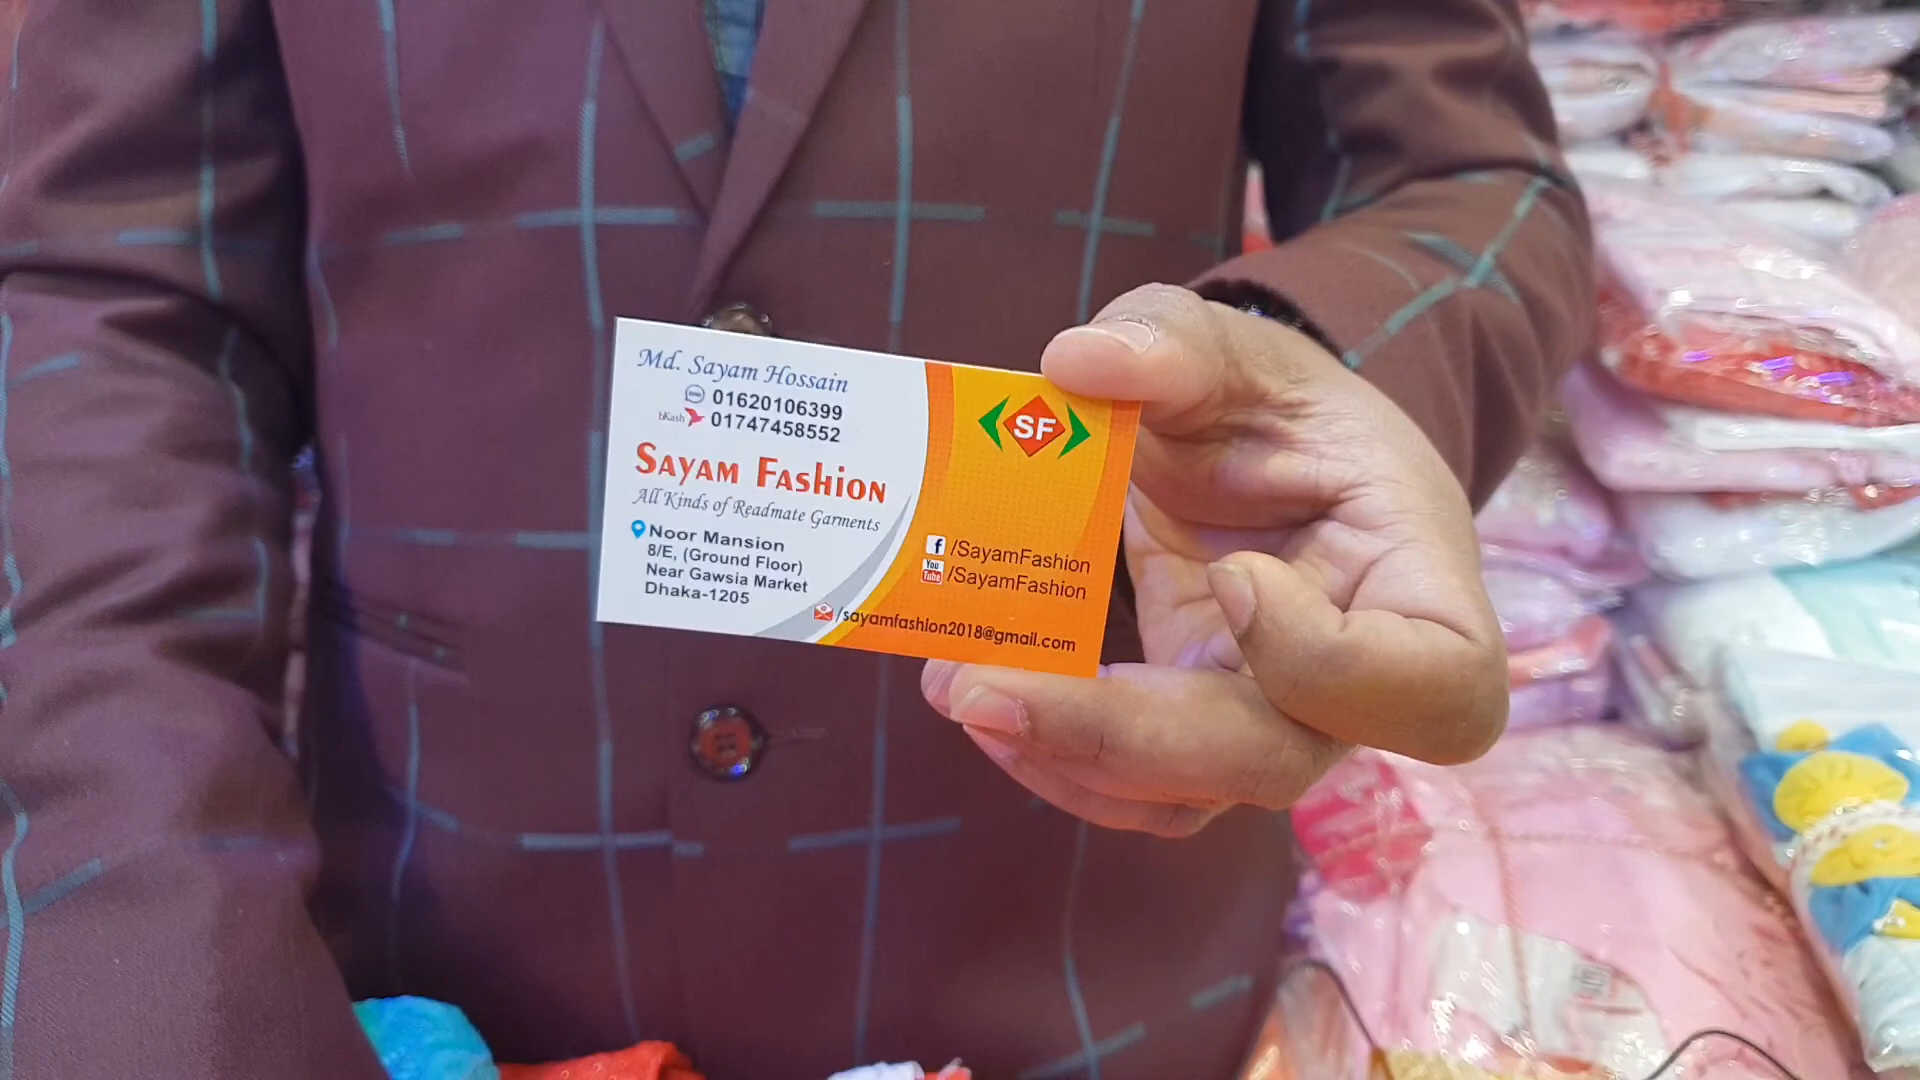 Md. Sayam Hossain
01620106399
bKash 01747458552
SAYAM FASHION
All Kinds of Readmate Garments
Noor Mansion
8/E, (Ground Floor)
Near Gawsia Market
Dhaka-1205
SF
f /SayamFashion
You Tube /SayamFashion
/sayamfashion2018@gmail.com